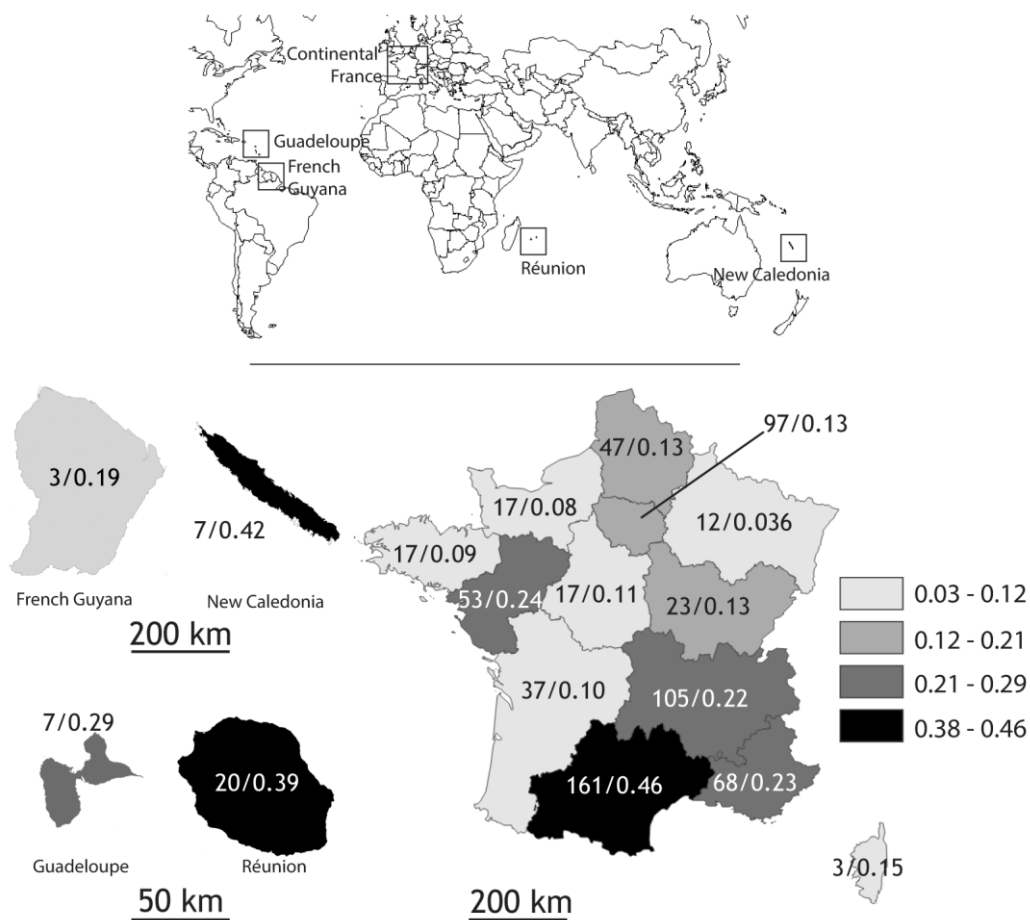 Continental
France
Guadeloupe
French
Guyana
Réunion
New Caledonia
97/0.13
47/0.13
3/0.19
17/0.08
12/0.036
7/0.42
17/0.09
53/0.24
17/0.11
23/0.13
French Guyana
New Caledonia
200 km
0.03 - 0.12
0.12 - 0.21
0.21 - 0.29
0.38 - 0.46
37/0.10
105/0.22
7/0.29
20/0.39
161/0.46
68/0.23
Guadeloupe
Réunion
3/0.15
50 km
200 km